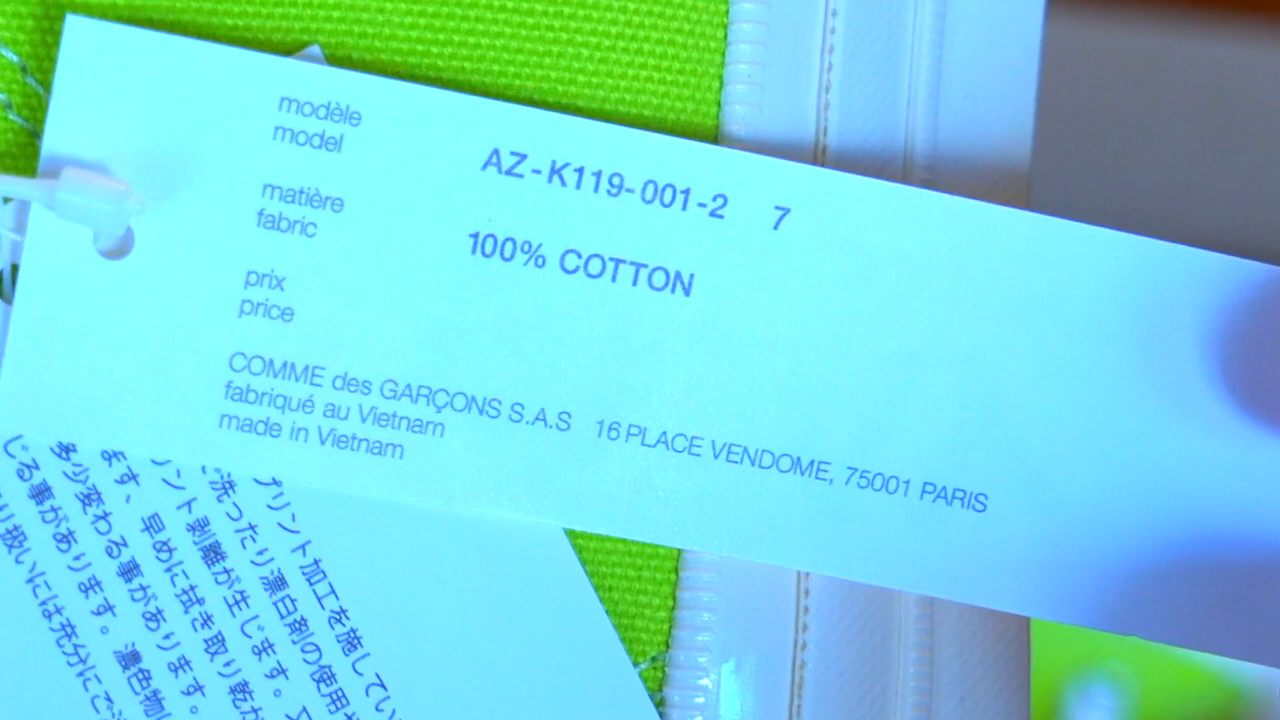 modèle
model
AZ-K119-001-2 7
matière
fabric
100% COTTON
prix
price
COMME des GARÇONS S.A.S 16 PLACE VENDOME, 75001 PARIS
fabriqué au Vietnam
made in Vietnam
プリント加工を施してい
洗ったり漂白剤の使用や
ント剥離が生じます。又
ます、早めに拭き取り乾か
多少変わる事があります。
じる事があります。濃色物
り扱いには充分にご注